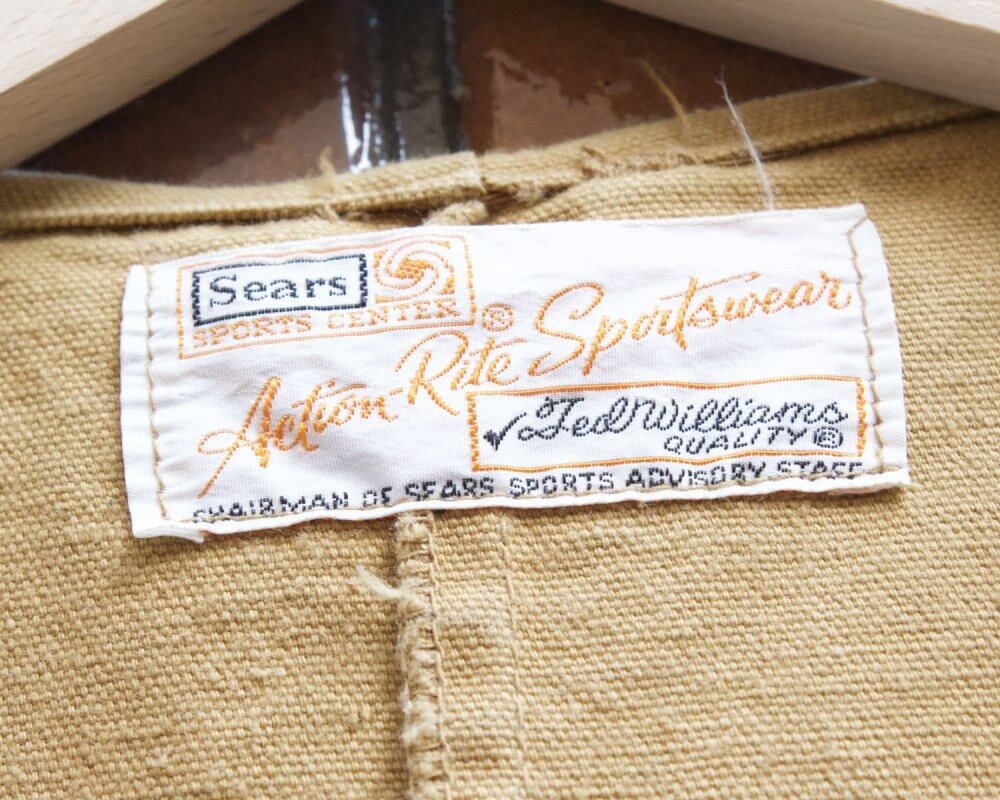 Sears
SPORTS CENTER ®
Action-Rite Sportswear
✓ Ted Williams
QUALITY ®
CHAIRMAN OF SEARS SPORTS ADVISORY STAFF